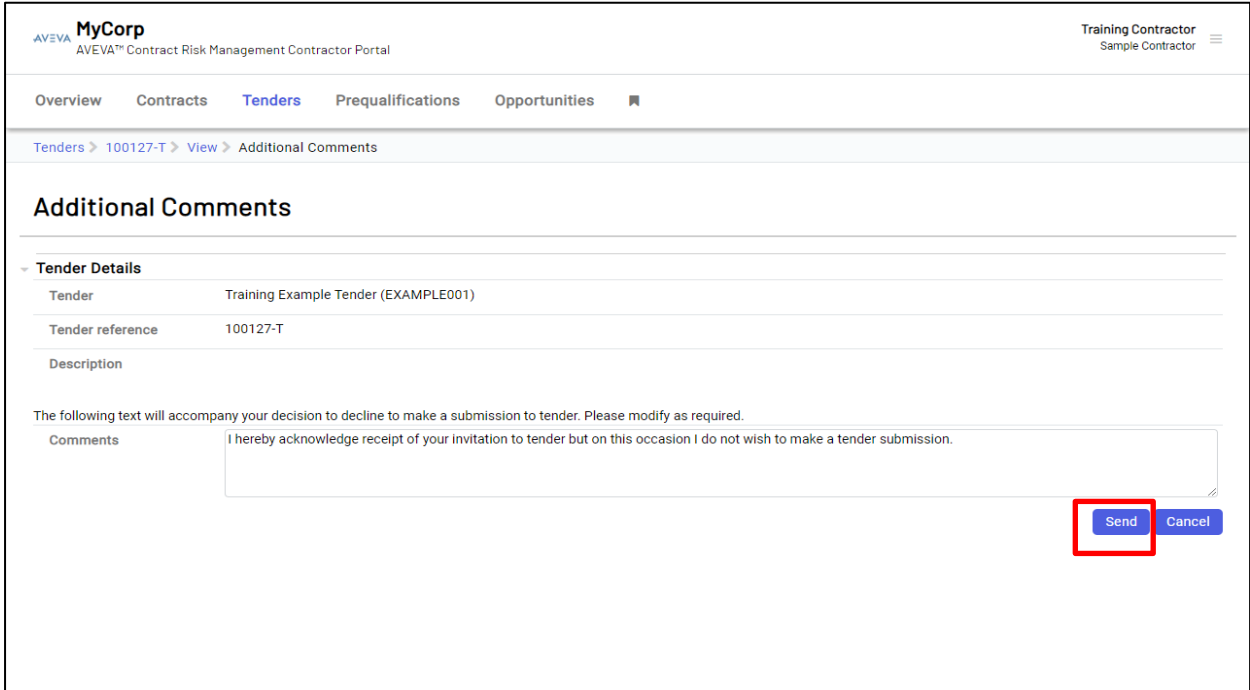 AVEVA MyCorp
AVEVA™ Contract Risk Management Contractor Portal
Training Contractor
Sample Contractor
Overview Contracts Tenders Prequalifications Opportunities
Tenders > 100127-T > View > Additional Comments
Additional Comments
Tender Details
Tender Training Example Tender (EXAMPLE001)
Tender reference 100127-T
Description
The following text will accompany your decision to decline to make a submission to tender. Please modify as required.
Comments I hereby acknowledge receipt of your invitation to tender but on this occasion I do not wish to make a tender submission.
Send Cancel